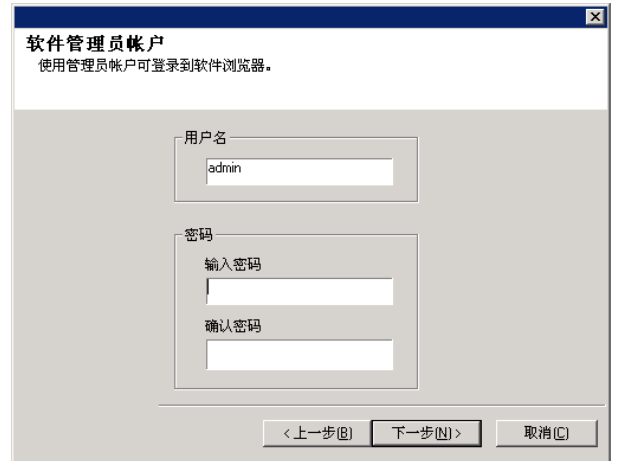 软件管理员帐户
使用管理员帐户可登录到软件浏览器。
用户名
admin
密码
输入密码
确认密码
<上一步(B)
下一步(N)>
取消(C)